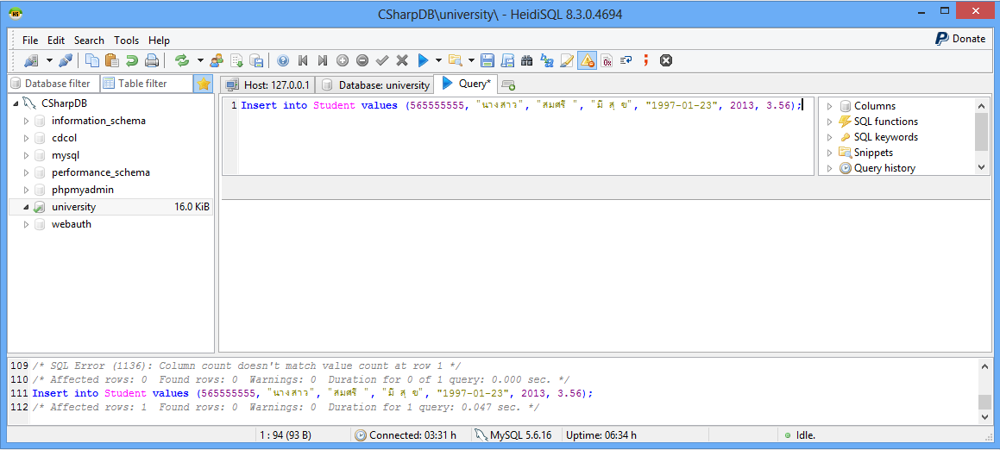 CSharpDB\university\ - HeidiSQL 8.3.0.4694
File Edit Search Tools Help
Donate
Database filter Table filter
Host: 127.0.0.1 Database: university Query*
CSharpDB
information_schema
cdcol
mysql
performance_schema
phpmyadmin
university 16.0 KiB
webauth
1 Insert into Student values (565555555, "นางสาว", "สมศรี ", "มี สุ ข", "1997-01-23", 2013, 3.56);
Columns
SQL functions
SQL keywords
Snippets
Query history
109 /* SQL Error (1136): Column count doesn't match value count at row 1 */
110 /* Affected rows: 0 Found rows: 0 Warnings: 0 Duration for 0 of 1 query: 0.000 sec. */
111 Insert into Student values (565555555, "นางสาว", "สมศรี ", "มี สุ ข", "1997-01-23", 2013, 3.56);
112 /* Affected rows: 1 Found rows: 0 Warnings: 0 Duration for 1 query: 0.047 sec. */
1 : 94 (93 B) Connected: 03:31 h MySQL 5.6.16 Uptime: 06:34 h Idle.